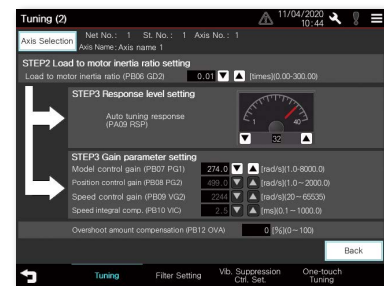 Tuning (2)
11/04/2020
10:44
Axis Selection
Net No.: 1 St. No.: 1 Axis No.: 1
Axis Name: Axis name 1
STEP2 Load to motor inertia ratio setting
Load to motor inertia ratio (PB06 GD2) 0.01 [times](0.00-300.00)
STEP3 Response level setting
Auto tuning response
(PA09 RSP)
1 40
32
STEP3 Gain parameter setting
Model control gain (PB07 PG1) 274.0 [rad/s](1.0-8000.0)
Position control gain (PB08 PG2) 499.0 [rad/s](1.0~2000.0)
Speed control gain (PB09 VG2) 2244 [rad/s](20~65535)
Speed integral comp. (PB10 VIC) 2.5 [ms](0.1~1000.0)
Overshoot amount compensation (PB12 OVA) 0 [%](0~100)
Back
Tuning
Filter Setting
Vib. Suppression
Ctrl. Set.
One-touch
Tuning